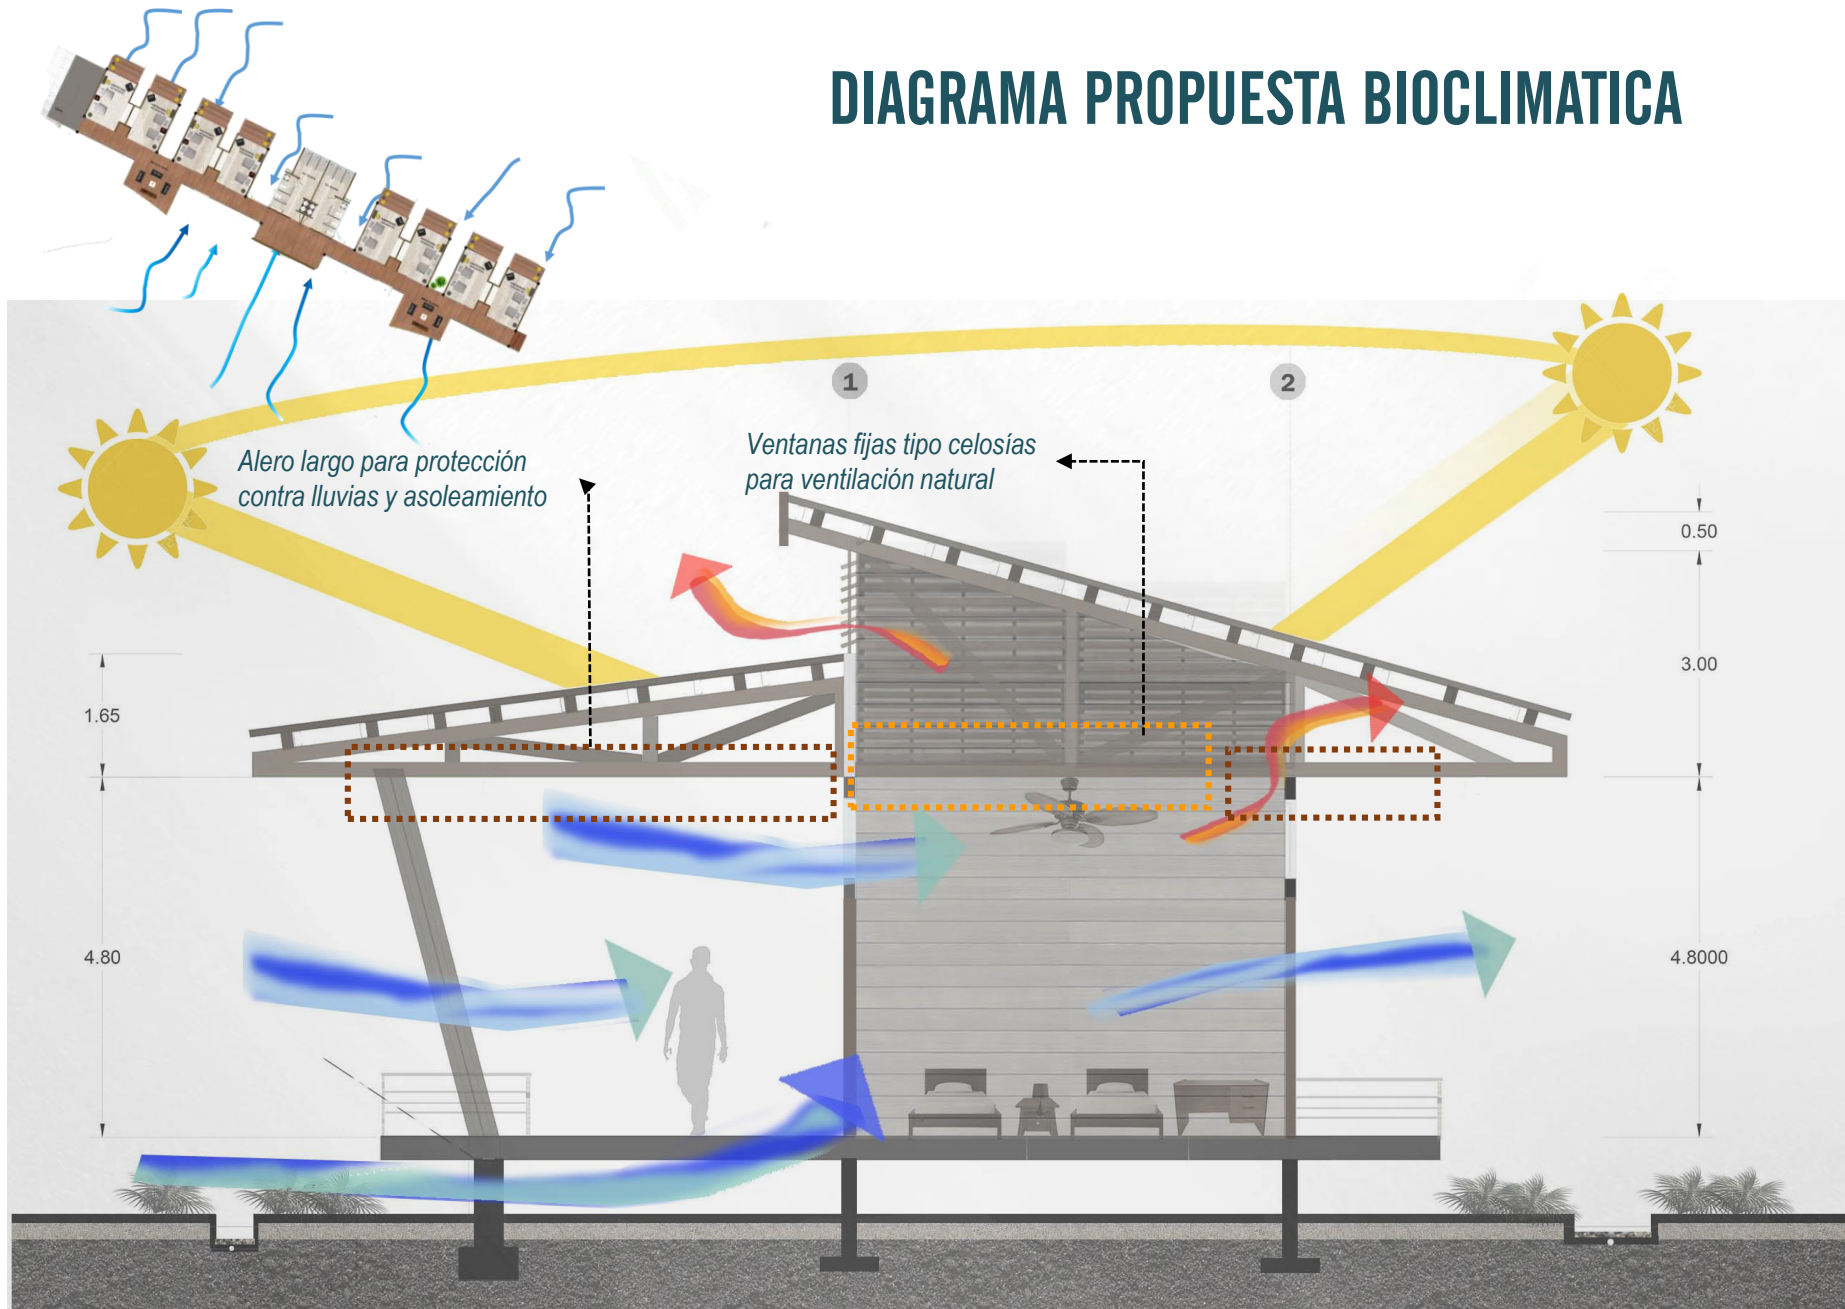 DIAGRAMA PROPUESTA BIOCLIMATICA
1
2
Alero largo para protección
contra lluvias y asoleamiento
Ventanas fijas tipo celosías
para ventilación natural
0.50
3.00
1.65
4.80
4.8000